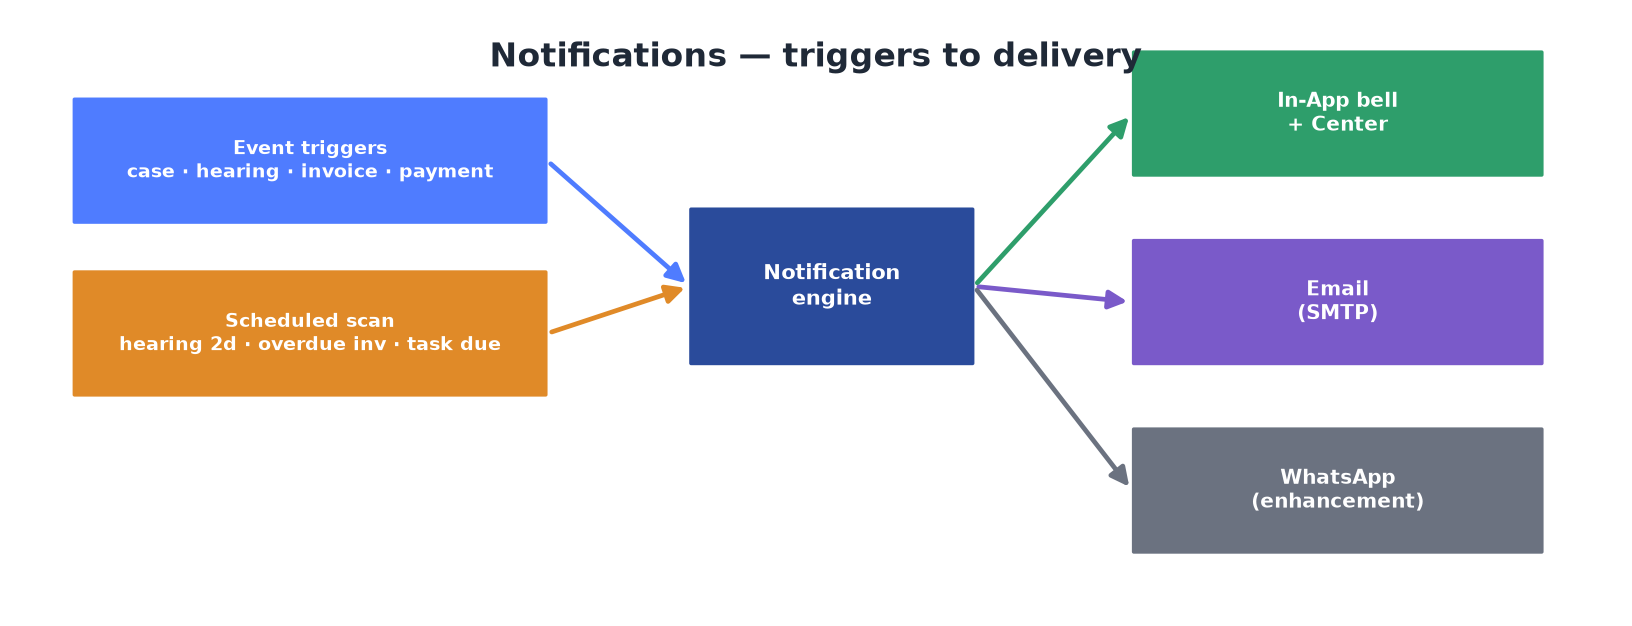 Notifications — triggers to delivery
Event triggers
case · hearing · invoice · payment
Scheduled scan
hearing 2d · overdue inv · task due
Notification
engine
In-App bell
+ Center
Email
(SMTP)
WhatsApp
(enhancement)